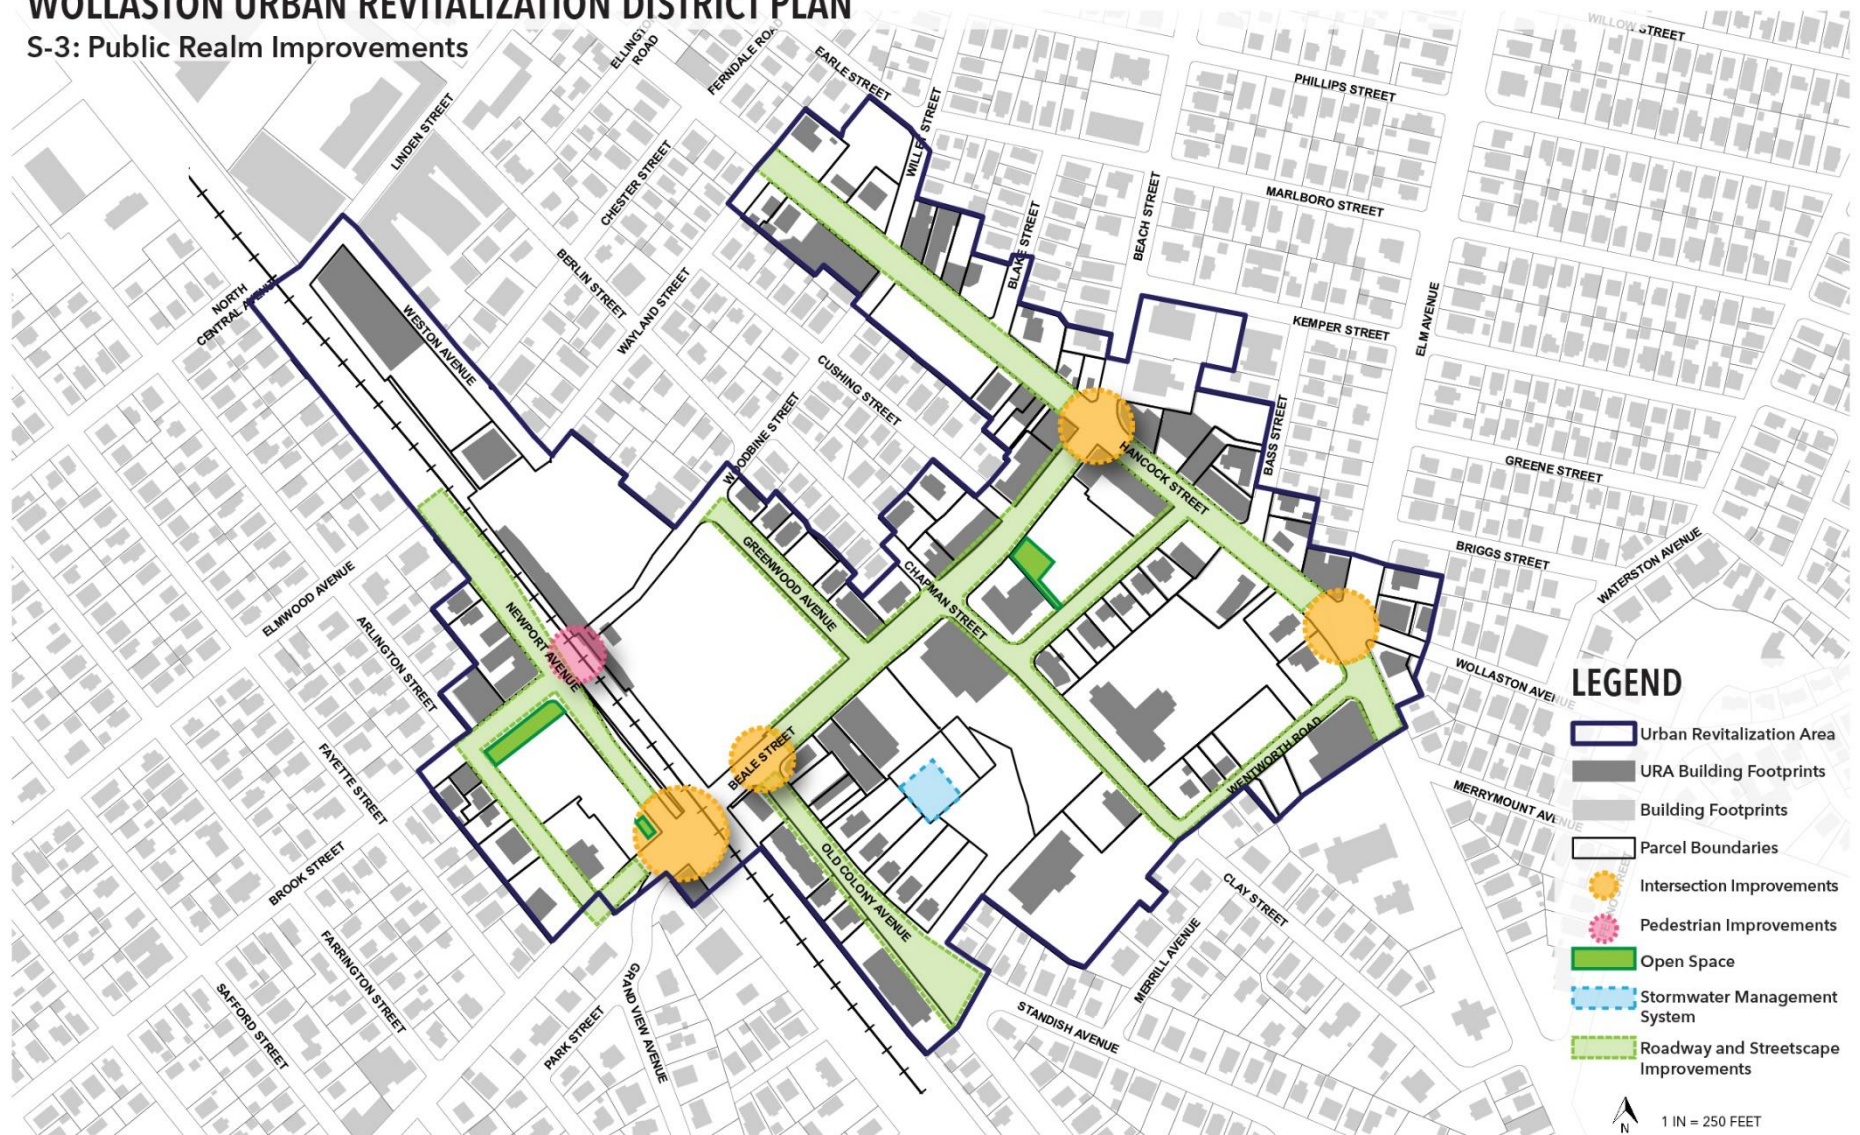 WOLLASTON URBAN REVITALIZATION DISTRICT PLAN
S-3: Public Realm Improvements
WILLOW STREET
ELLINGTON
ROAD
FERNDALE ROAD
EARLE STREET
PHILLIPS STREET
LINDEN STREET
WILLET STREET
CHESTER STREET
MARLBORO STREET
BEACH STREET
BLAKE STREET
BERLIN STREET
NORTH
CENTRAL AVENUE
WESTON AVENUE
WAYLAND STREET
KEMPER STREET
ELM AVENUE
CUSHING STREET
WOODBINE STREET
BASS STREET
HANCOCK STREET
GREENE STREET
BRIGGS STREET
WATERSTON AVENUE
GREENWOOD AVENUE
CHAPMAN STREET
ELMWOOD AVENUE
NEWPORT AVENUE
ARLINGTON STREET
WOLLASTON AVENUE
FAYETTE STREET
BEALE STREET
WENTWORTH ROAD
MERRYMOUNT AVENUE
BROOK STREET
OLD COLONY AVENUE
CLAY STREET
FARRINGTON STREET
SAFFORD STREET
GRAND VIEW AVENUE
PARK STREET
MERRILL AVENUE
STANDISH AVENUE
LEGEND
Urban Revitalization Area
URA Building Footprints
Building Footprints
Parcel Boundaries
Intersection Improvements
Pedestrian Improvements
Open Space
Stormwater Management
System
Roadway and Streetscape
Improvements
N
1 IN = 250 FEET